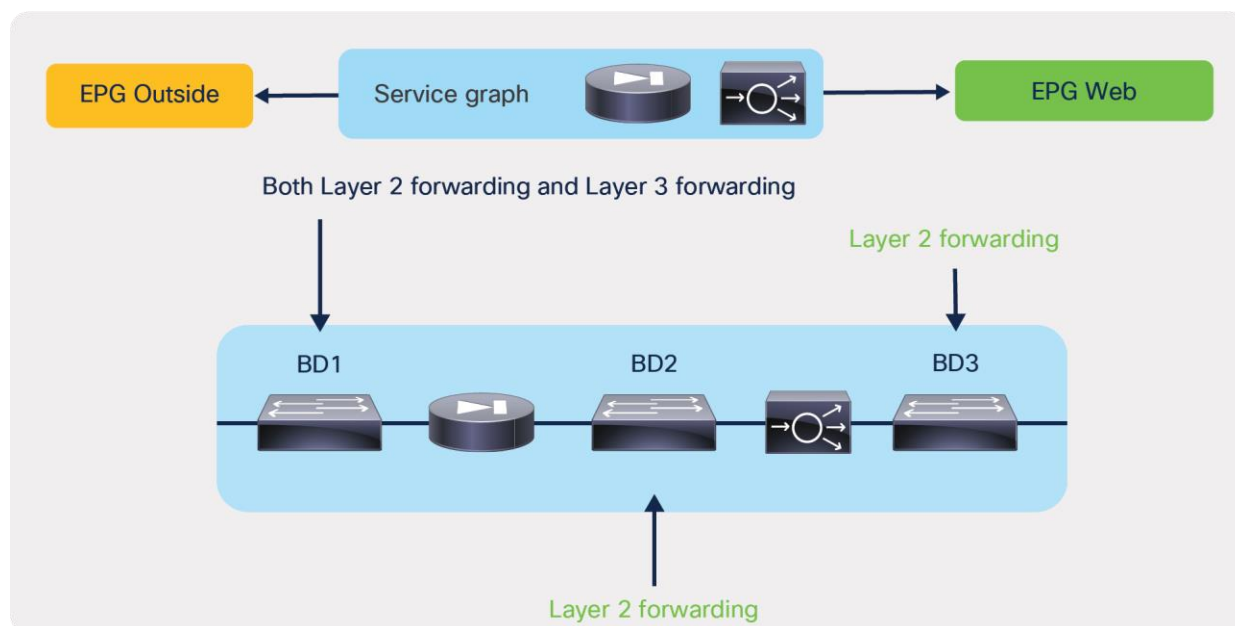 EPG Outside
Service graph
EPG Web
Both Layer 2 forwarding and Layer 3 forwarding
Layer 2 forwarding
BD1
BD2
BD3
Layer 2 forwarding